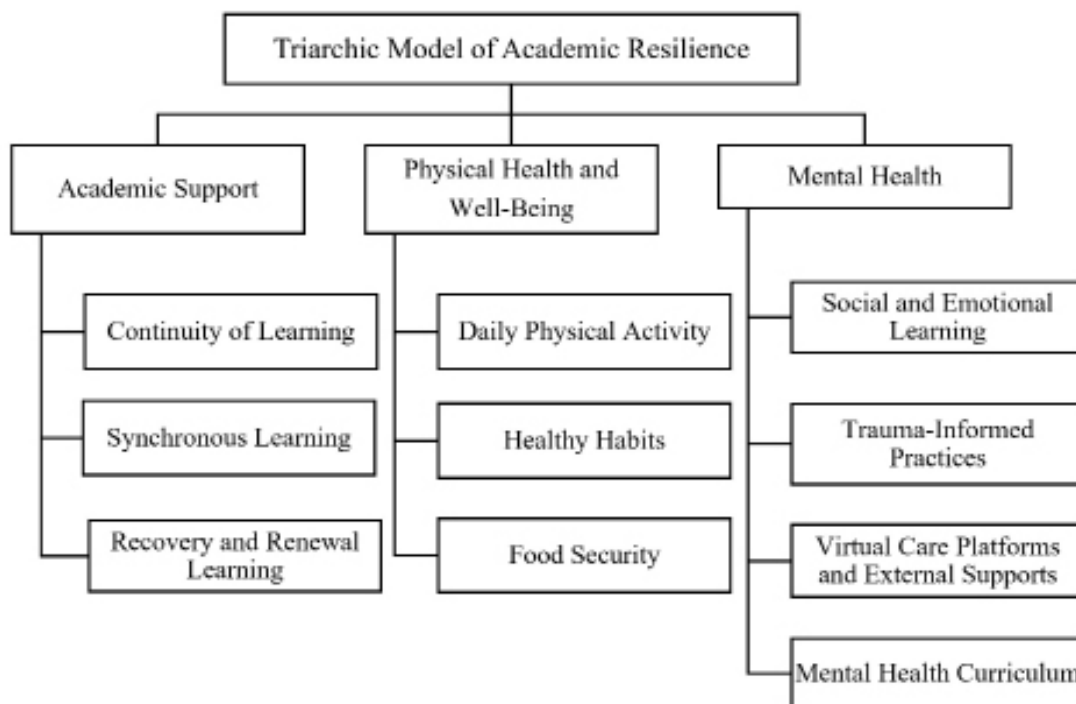 Triarchic Model of Academic Resilience
Academic Support
Continuity of Learning
Synchronous Learning
Recovery and Renewal
Learning
Physical Health and
Well-Being
Daily Physical Activity
Healthy Habits
Food Security
Mental Health
Social and Emotional
Learning
Trauma-Informed
Practices
Virtual Care Platforms
and External Supports
Mental Health Curriculum